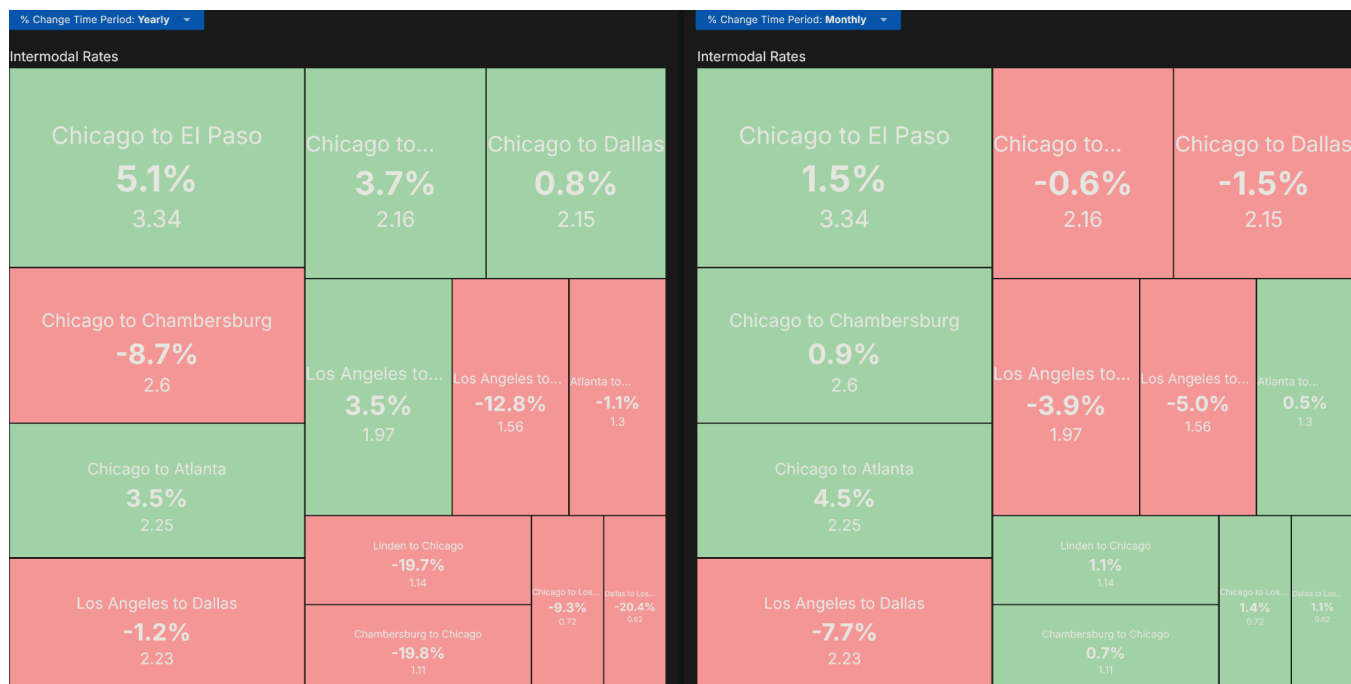 % Change Time Period: Yearly
Intermodal Rates
Chicago to El Paso
5.1%
3.34
Chicago to...
3.7%
2.16
Chicago to Dallas
0.8%
2.15
Chicago to Chambersburg
-8.7%
2.6
Los Angeles to...
3.5%
1.97
Los Angeles to...
-12.8%
1.56
Atlanta to...
-1.1%
1.3
Chicago to Atlanta
3.5%
2.25
Linden to Chicago
-19.7%
1.14
Chicago to Los...
-9.3%
0.72
Dallas to Los...
-20.4%
0.62
Los Angeles to Dallas
-1.2%
2.23
Chambersburg to Chicago
-19.8%
1.11
% Change Time Period: Monthly
Intermodal Rates
Chicago to El Paso
1.5%
3.34
Chicago to...
-0.6%
2.16
Chicago to Dallas
-1.5%
2.15
Chicago to Chambersburg
0.9%
2.6
Los Angeles to...
-3.9%
1.97
Los Angeles to...
-5.0%
1.56
Atlanta to...
0.5%
1.3
Chicago to Atlanta
4.5%
2.25
Linden to Chicago
1.1%
1.14
Chicago to Los...
1.4%
0.72
Dallas to Los...
1.1%
0.62
Los Angeles to Dallas
-7.7%
2.23
Chambersburg to Chicago
0.7%
1.11